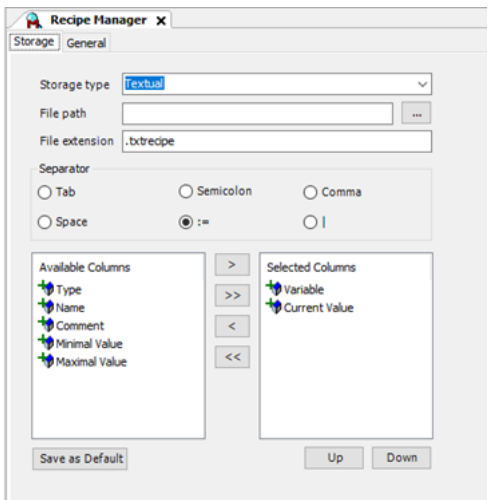 Recipe Manager X
Storage General
Storage type Textual
File path ...
File extension .txtrecipe
Separator
Tab Semicolon Comma
Space := |
Available Columns > Selected Columns
Type Variable
Name >> Current Value
Comment <
Minimal Value
Maximal Value <<
Save as Default Up Down